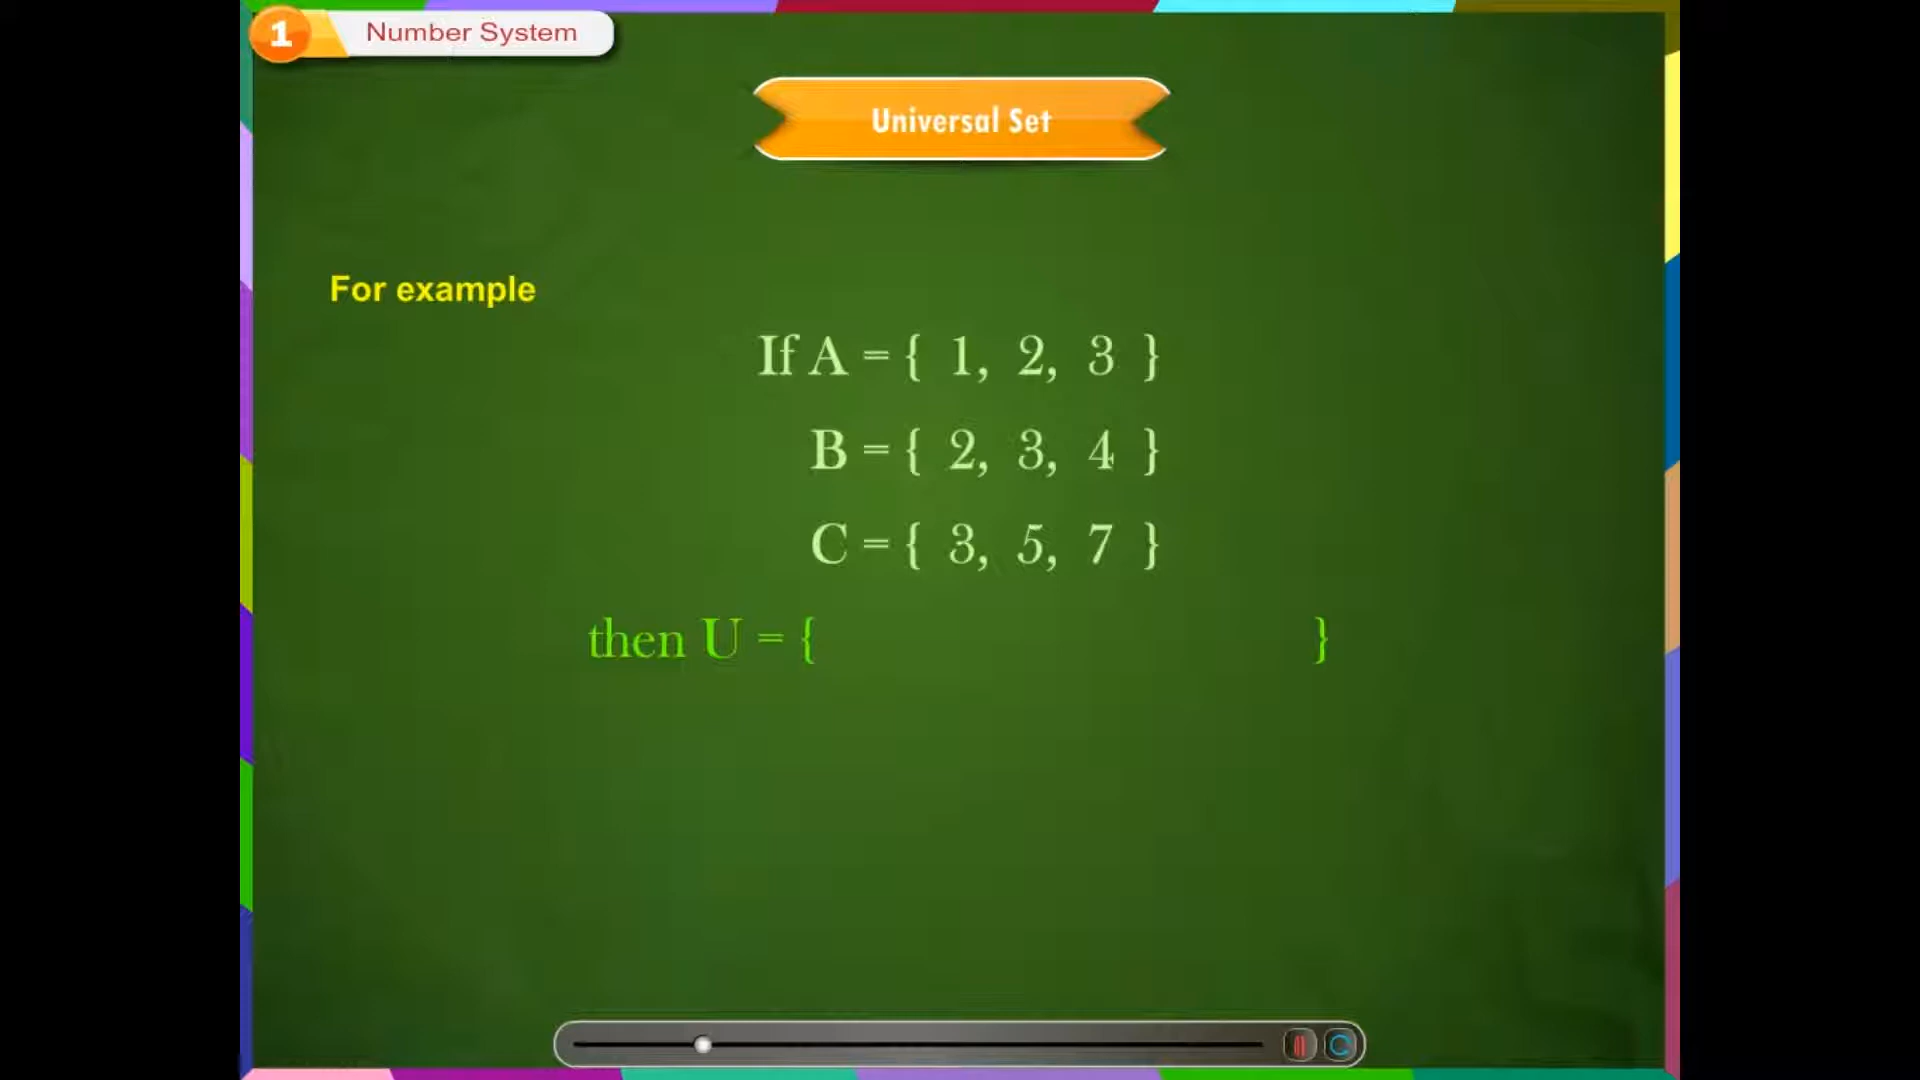 1 Number System
Universal Set
For example
If A = { 1, 2, 3 }
B = { 2, 3, 4 }
C = { 3, 5, 7 }
then U = { }